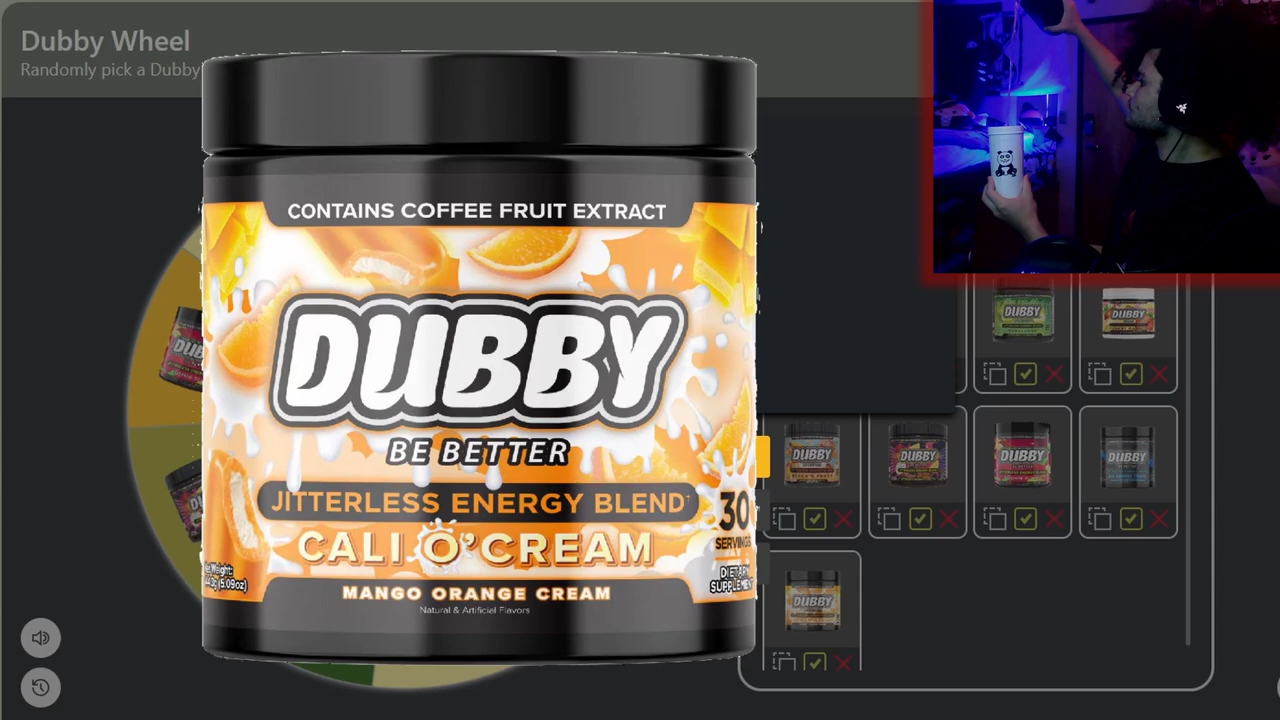 Dubby Wheel
Randomly pick a Dubby
CONTAINS COFFEE FRUIT EXTRACT
DUBBY
BE BETTER
JITTERLESS ENERGY BLEND†
30
SERVINGS
CALI O'CREAM
DIETARY
SUPPLEMENT
MANGO ORANGE CREAM
Natural & Artificial Flavors
DUBBY
DUBBY
DUBBY
DUBBY
DUBBY
DUBBY
DUBBY